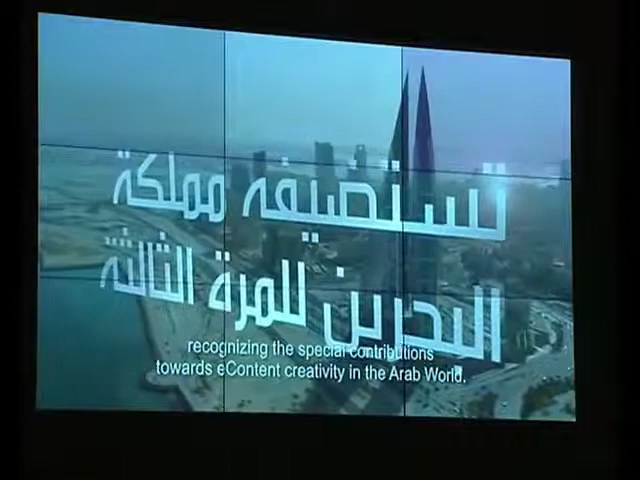 تستضيفه مملكة
البحرين للمرة الثالثة
recognizing the special contributions
towards eContent creativity in the Arab World.